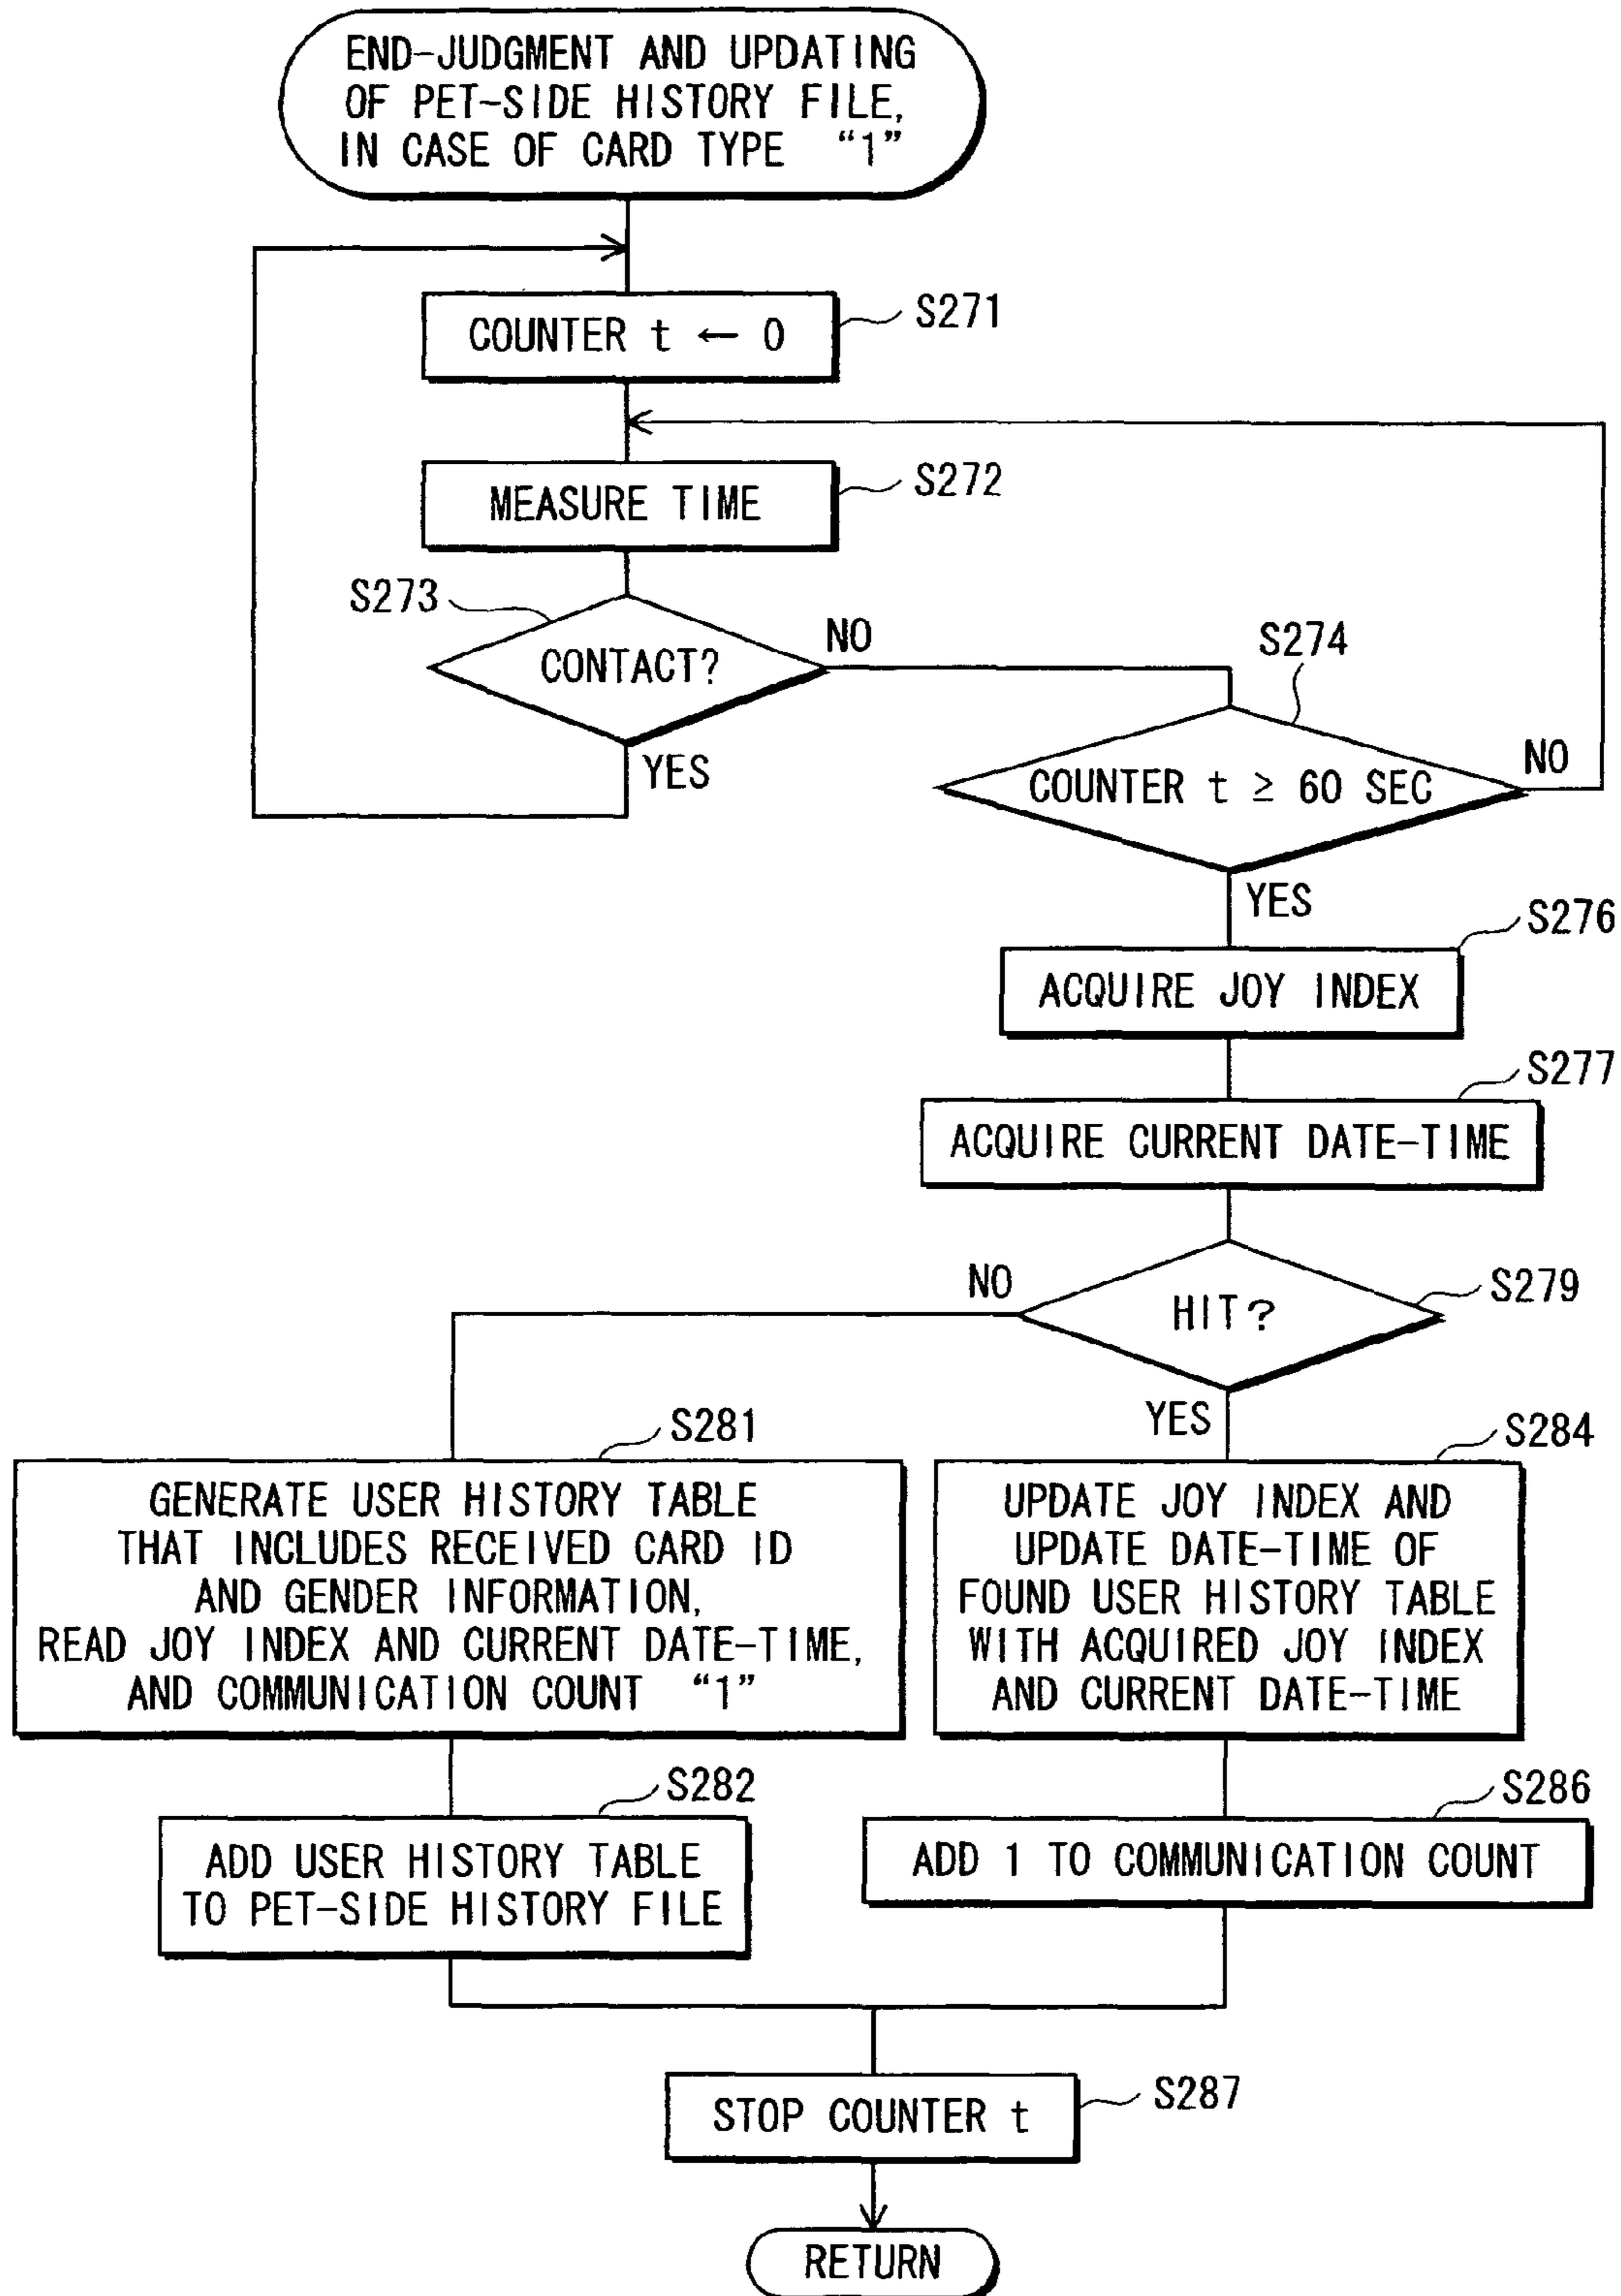 END-JUDGMENT AND UPDATING
OF PET-SIDE HISTORY FILE,
IN CASE OF CARD TYPE “1”
COUNTER t ← 0
S271
MEASURE TIME
S272
S273
CONTACT?
NO
YES
S274
COUNTER t ≥ 60 SEC
NO
YES
S276
ACQUIRE JOY INDEX
S277
ACQUIRE CURRENT DATE-TIME
S279
HIT?
NO
YES
S281
GENERATE USER HISTORY TABLE
THAT INCLUDES RECEIVED CARD ID
AND GENDER INFORMATION,
READ JOY INDEX AND CURRENT DATE-TIME,
AND COMMUNICATION COUNT “1”
S284
UPDATE JOY INDEX AND
UPDATE DATE-TIME OF
FOUND USER HISTORY TABLE
WITH ACQUIRED JOY INDEX
AND CURRENT DATE-TIME
S282
ADD USER HISTORY TABLE
TO PET-SIDE HISTORY FILE
S286
ADD 1 TO COMMUNICATION COUNT
S287
STOP COUNTER t
RETURN